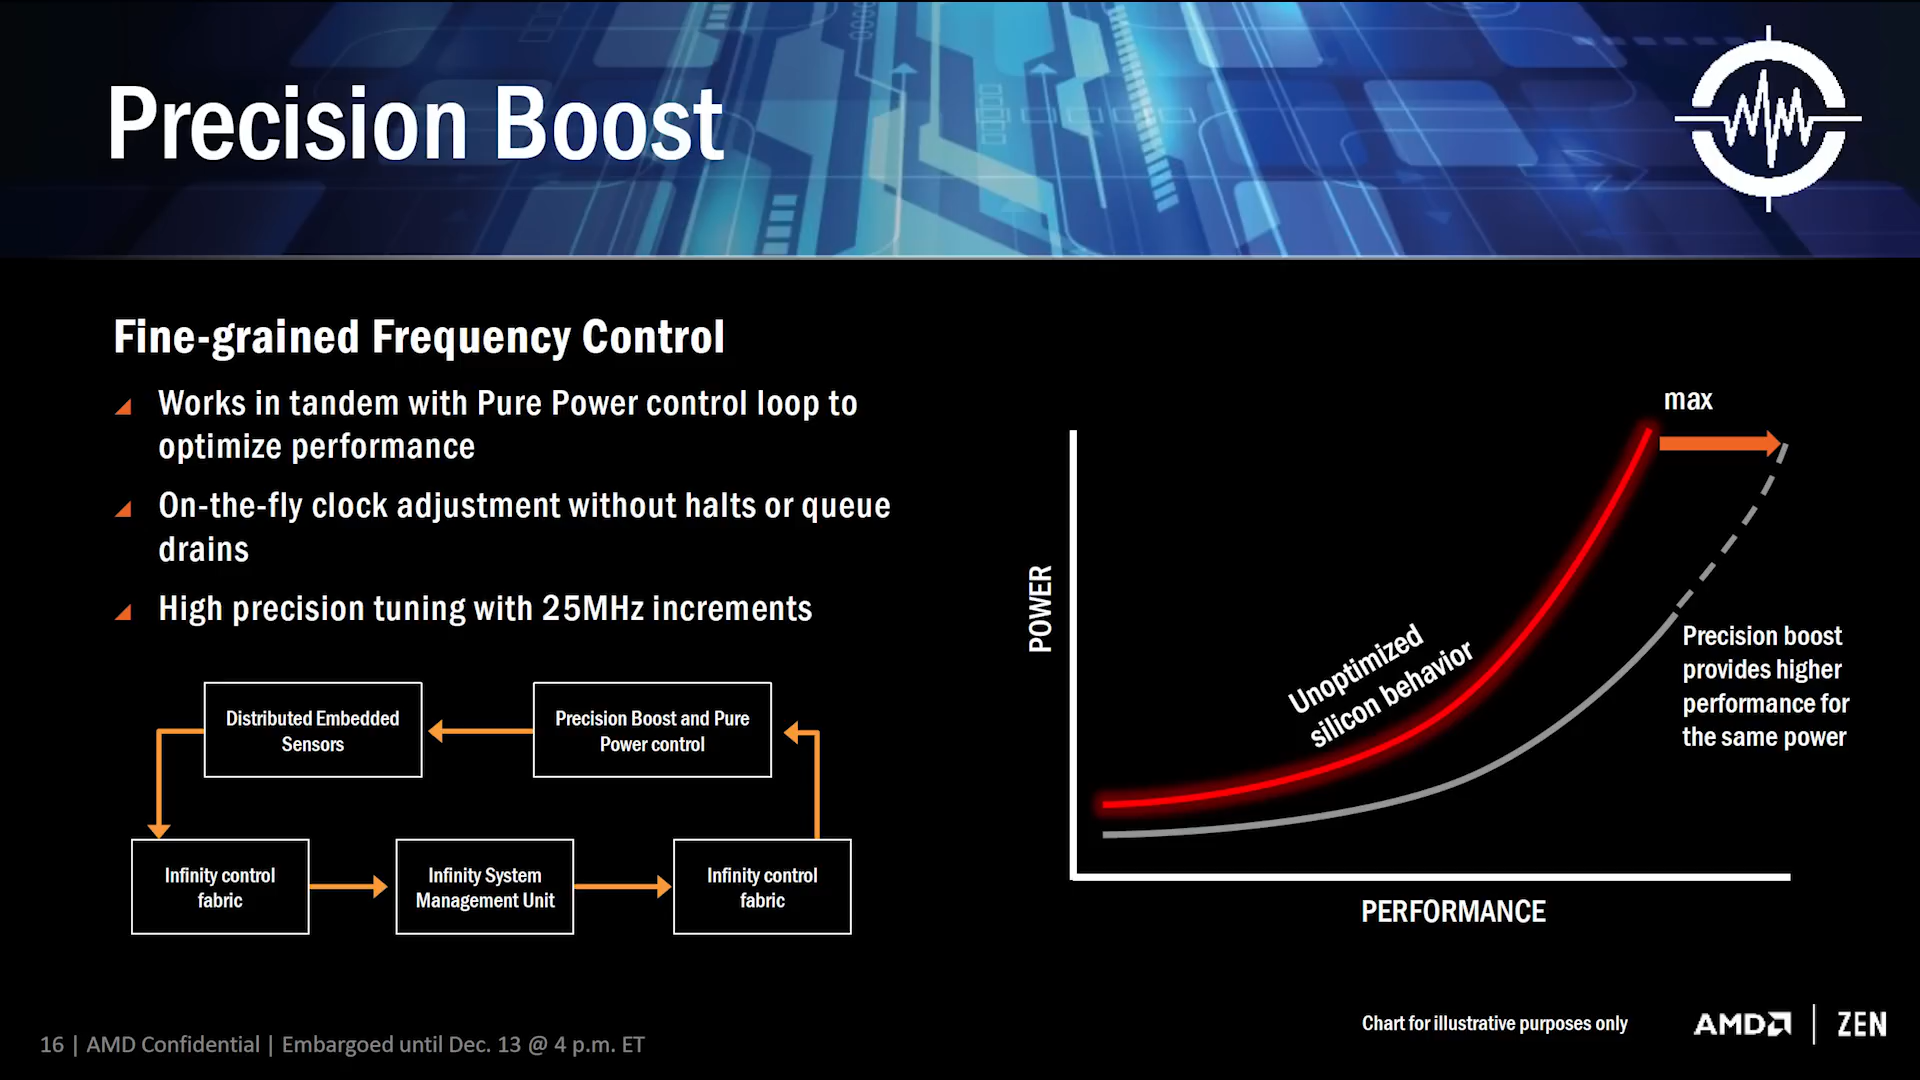 Precision Boost
Fine-grained Frequency Control
Works in tandem with Pure Power control loop to
optimize performance
On-the-fly clock adjustment without halts or queue
drains
High precision tuning with 25MHz increments
Distributed Embedded
Sensors
Precision Boost and Pure
Power control
Infinity control
fabric
Infinity System
Management Unit
Infinity control
fabric
max
POWER
Unoptimized
silicon behavior
Precision boost
provides higher
performance for
the same power
PERFORMANCE
Chart for illustrative purposes only
AMD ZEN
16 | AMD Confidential | Embargoed until Dec. 13 @ 4 p.m. ET